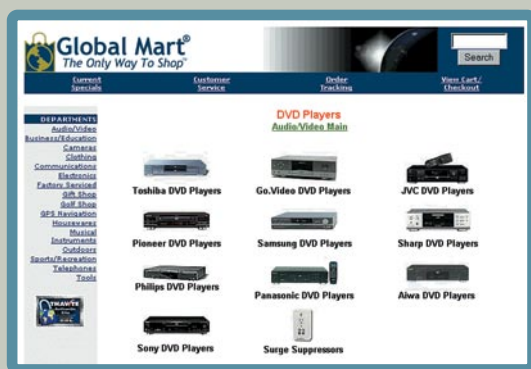 Global Mart®
The Only Way To Shop™
Search
Current
Specials
Customer
Service
Order
Tracking
View Cart/
Checkout
DEPARTMENTS
Audio/Video
Business/Education
Cameras
Clothing
Communications
Electronics
Factory Serviced
Gift Shop
Golf Shop
GPS Navigation
Housewares
Musical
Instruments
Outdoors
Sports/Recreation
Telephones
Tools
DVD Players
Audio/Video Main
Toshiba DVD Players
Go.Video DVD Players
JVC DVD Players
Pioneer DVD Players
Samsung DVD Players
Sharp DVD Players
Philips DVD Players
Panasonic DVD Players
Aiwa DVD Players
Sony DVD Players
Surge Suppressors